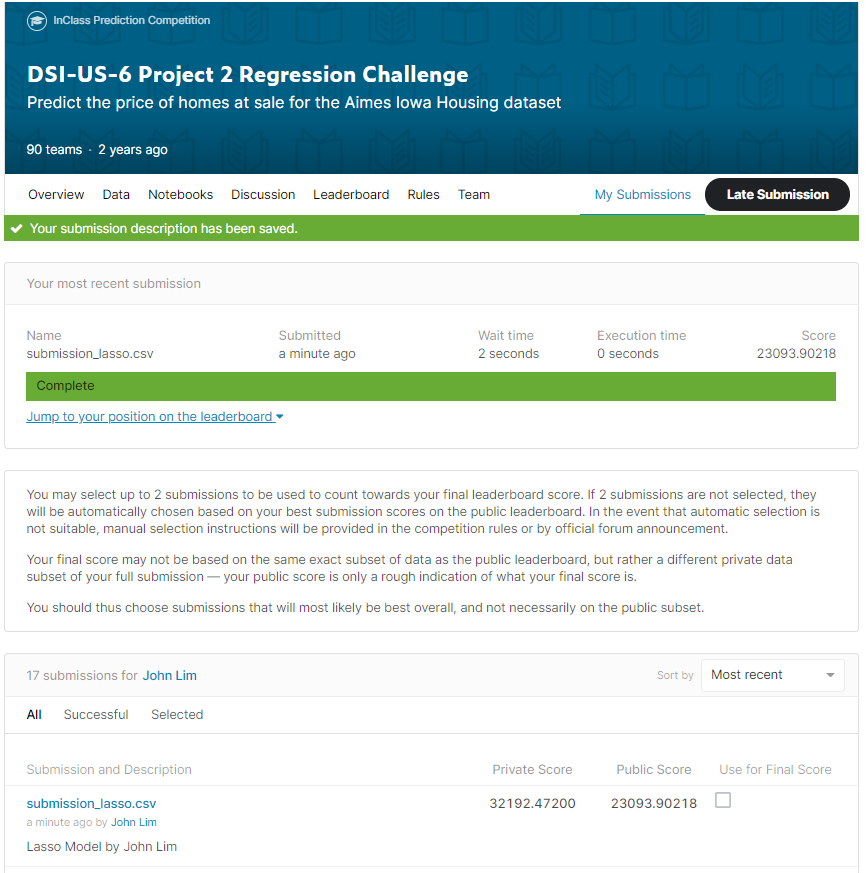 InClass Prediction Competition
DSI-US-6 Project 2 Regression Challenge
Predict the price of homes at sale for the Aimes Iowa Housing dataset
90 teams · 2 years ago
Overview Data Notebooks Discussion Leaderboard Rules Team My Submissions Late Submission
Your submission description has been saved.
Your most recent submission
Name Submitted Wait time Execution time Score
submission_lasso.csv a minute ago 2 seconds 0 seconds 23093.90218
Complete
Jump to your position on the leaderboard
You may select up to 2 submissions to be used to count towards your final leaderboard score. If 2 submissions are not selected, they
will be automatically chosen based on your best submission scores on the public leaderboard. In the event that automatic selection is
not suitable, manual selection instructions will be provided in the competition rules or by official forum announcement.
Your final score may not be based on the same exact subset of data as the public leaderboard, but rather a different private data
subset of your full submission — your public score is only a rough indication of what your final score is.
You should thus choose submissions that will most likely be best overall, and not necessarily on the public subset.
17 submissions for John Lim Sort by Most recent
All Successful Selected
Submission and Description Private Score Public Score Use for Final Score
submission_lasso.csv 32192.47200 23093.90218
a minute ago by John Lim
Lasso Model by John Lim